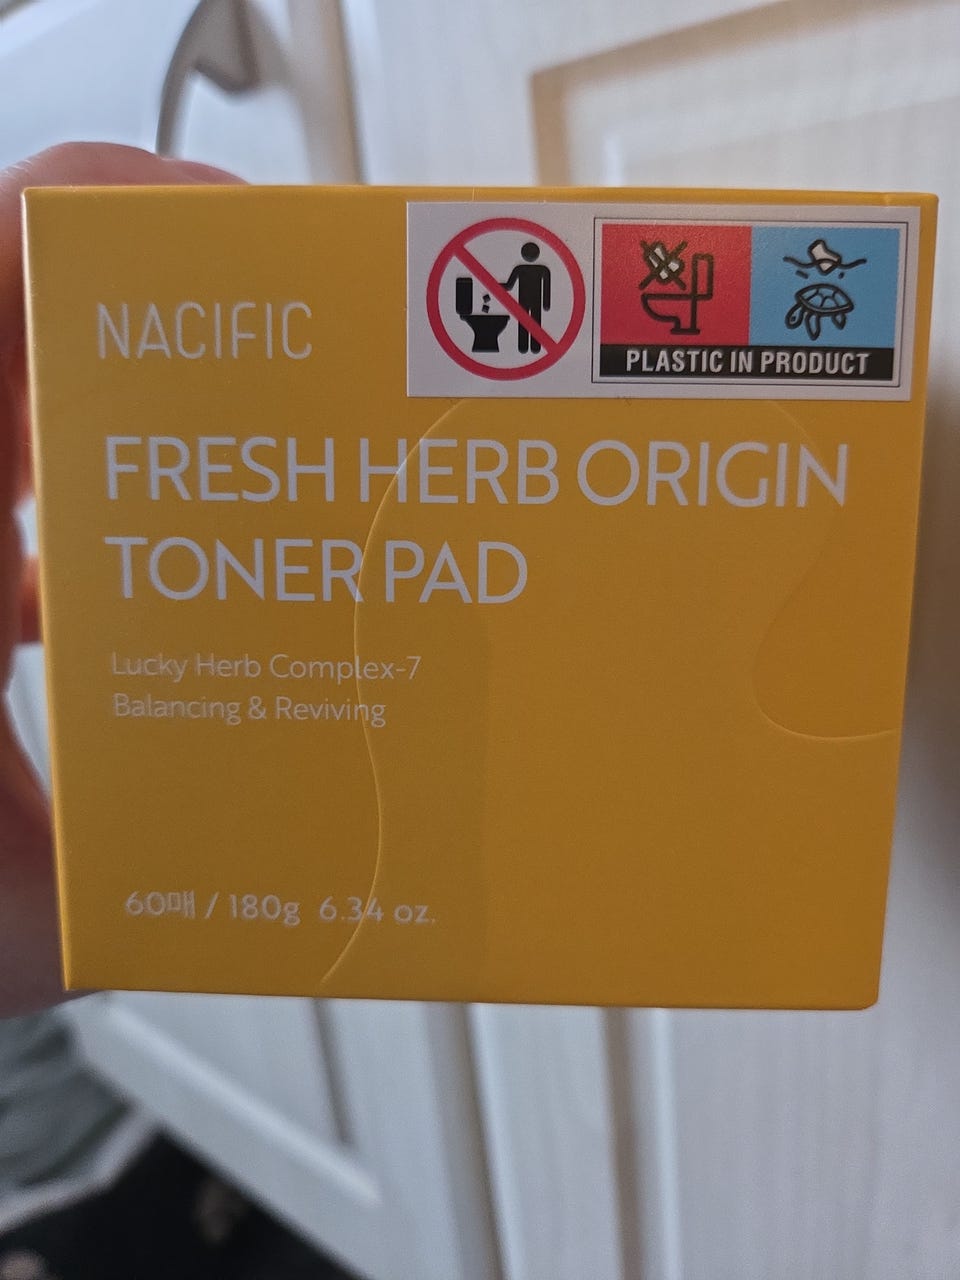 NACIFIC
PLASTIC IN PRODUCT
FRESH HERB ORIGIN
TONER PAD
Lucky Herb Complex-7
Balancing & Reviving
60매 / 180g 6.34 oz.